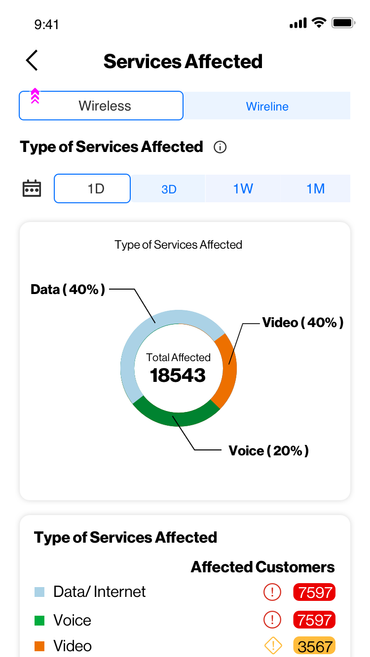 9:41
Services Affected
Wireless Wireline
Type of Services Affected
1D 3D 1W 1M
Type of Services Affected
Data ( 40% )
Video ( 40% )
Total Affected
18543
Voice ( 20% )
Type of Services Affected
Affected Customers
Data/ Internet 7597
Voice 7597
Video 3567